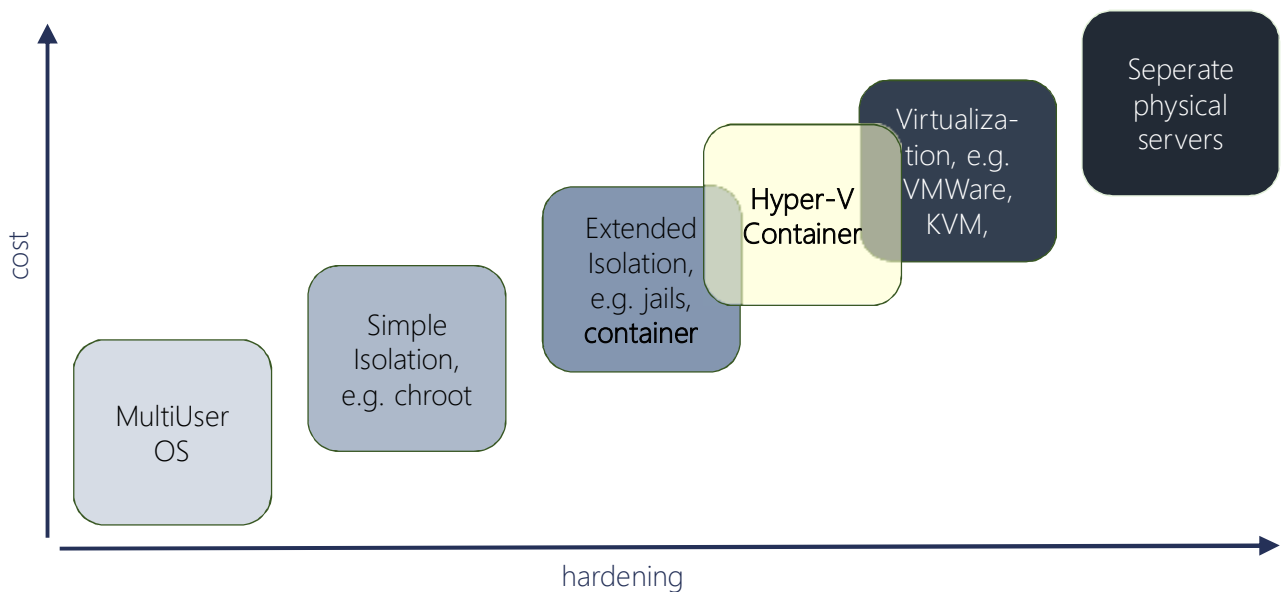 cost
MultiUser
OS
Simple
Isolation,
e.g. chroot
Extended
Isolation,
e.g. jails,
container
Hyper-V
Container
Virtualiza-
tion, e.g.
VMWare,
KVM,
Seperate
physical
servers
hardening